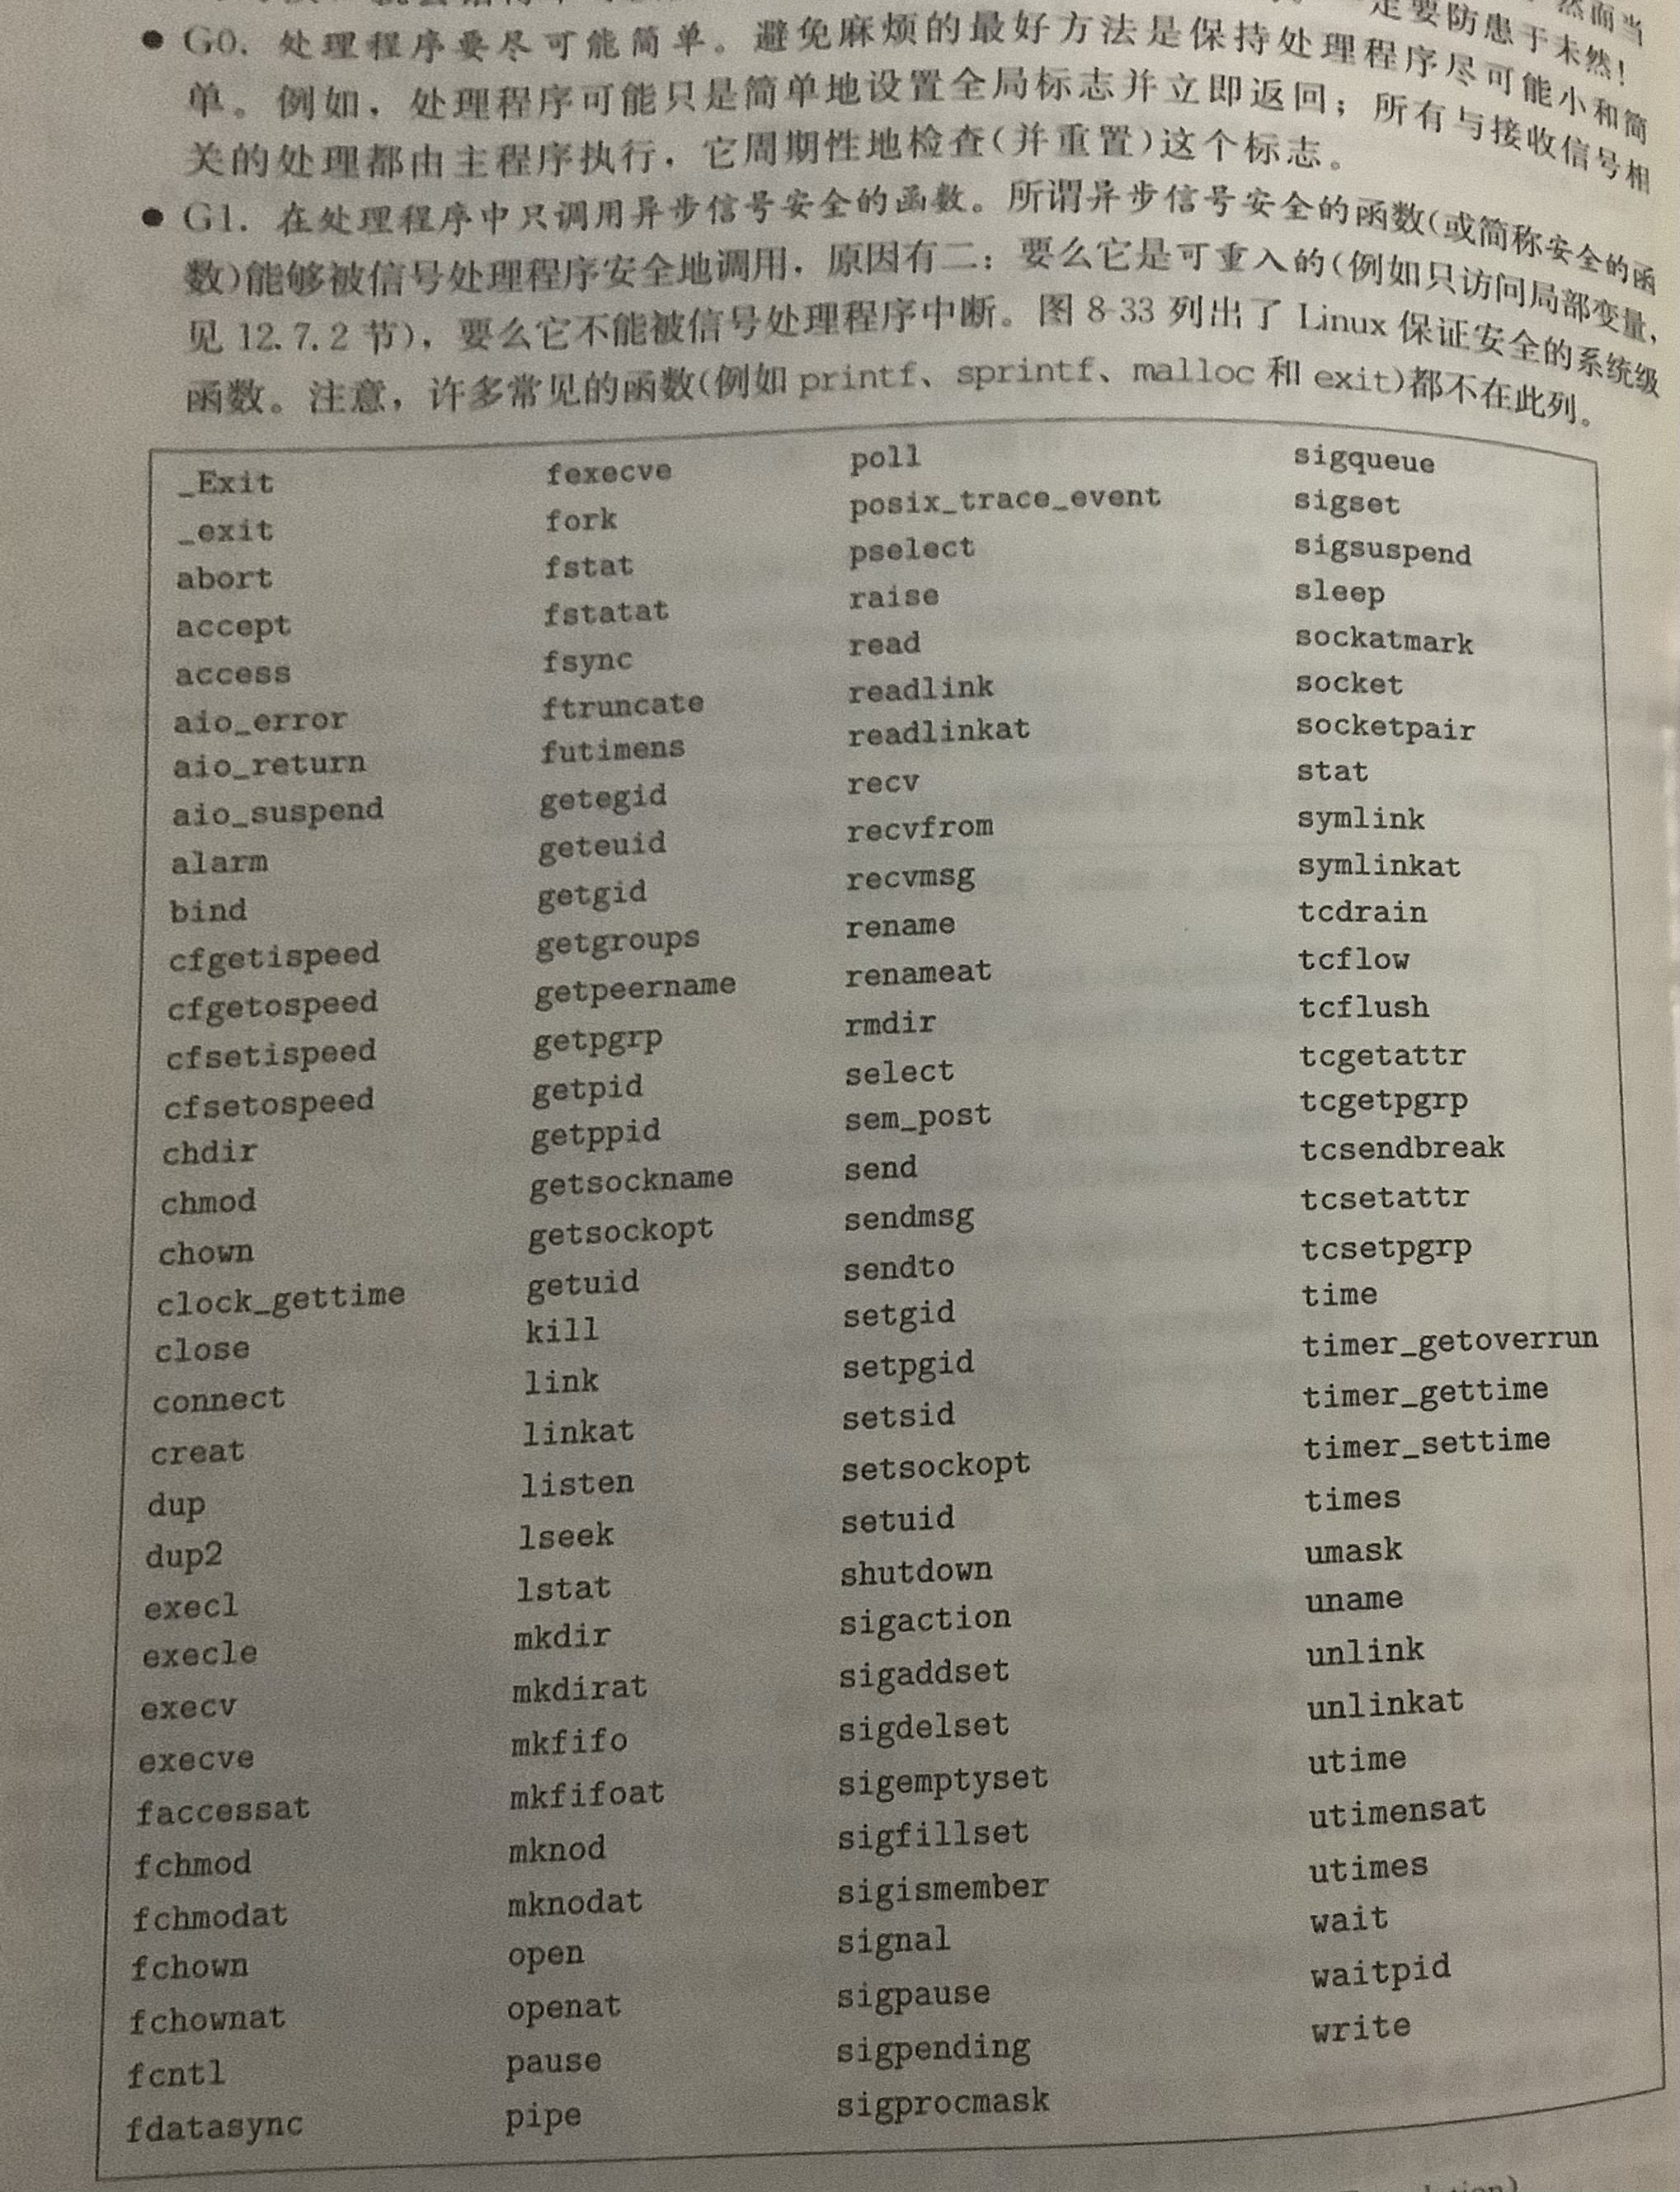 定要防患于未然！
然而当
● G0. 处理程序要尽可能简单。避免麻烦的最好方法是保持处理程序尽可能小和简
单。例如，处理程序可能只是简单地设置全局标志并立即返回；所有与接收信号相
关的处理都由主程序执行，它周期性地检查(并重置)这个标志。
● G1. 在处理程序中只调用异步信号安全的函数。所谓异步信号安全的函数(或简称安全的函
数)能够被信号处理程序安全地调用，原因有二：要么它是可重入的(例如只访问局部变量，
见 12.7.2 节)，要么它不能被信号处理程序中断。图 8-33 列出了 Linux 保证安全的系统级
函数。注意，许多常见的函数(例如 printf、sprintf、malloc 和 exit)都不在此列。
_Exit fexecve poll sigqueue
_exit fork posix_trace_event sigset
abort fstat pselect sigsuspend
accept fstatat raise sleep
access fsync read sockatmark
aio_error ftruncate readlink socket
aio_return futimens readlinkat socketpair
aio_suspend getegid recv stat
alarm geteuid recvfrom symlink
bind getgid recvmsg symlinkat
cfgetispeed getgroups rename tcdrain
cfgetospeed getpeername renameat tcflow
cfsetispeed getpgrp rmdir tcflush
cfsetospeed getpid select tcgetattr
chdir getppid sem_post tcgetpgrp
chmod getsockname send tcsendbreak
chown getsockopt sendmsg tcsetattr
clock_gettime getuid sendto tcsetpgrp
close kill setgid time
connect link setpgid timer_getoverrun
creat linkat setsid timer_gettime
dup listen setsockopt timer_settime
dup2 lseek setuid times
execl lstat shutdown umask
execle mkdir sigaction uname
execv mkdirat sigaddset unlink
execve mkfifo sigdelset unlinkat
faccessat mkfifoat sigemptyset utime
fchmod mknod sigfillset utimensat
fchmodat mknodat sigismember utimes
fchown open signal wait
fchownat openat sigpause waitpid
fcntl pause sigpending write
fdatasync pipe sigprocmask